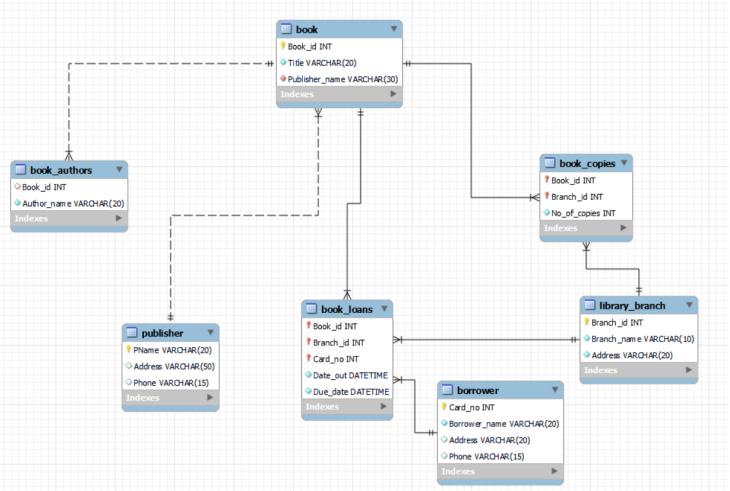 book
Book_id INT
Title VARCHAR(20)
Publisher_name VARCHAR(30)
Indexes
book_authors
Book_id INT
Author_name VARCHAR(20)
Indexes
book_copies
Book_id INT
Branch_id INT
No_of_copies INT
Indexes
publisher
PName VARCHAR(20)
Address VARCHAR(50)
Phone VARCHAR(15)
Indexes
book_loans
Book_id INT
Branch_id INT
Card_no INT
Date_out DATETIME
Due_date DATETIME
Indexes
library_branch
Branch_id INT
Branch_name VARCHAR(10)
Address VARCHAR(20)
Indexes
borrower
Card_no INT
Borrower_name VARCHAR(20)
Address VARCHAR(20)
Phone VARCHAR(15)
Indexes